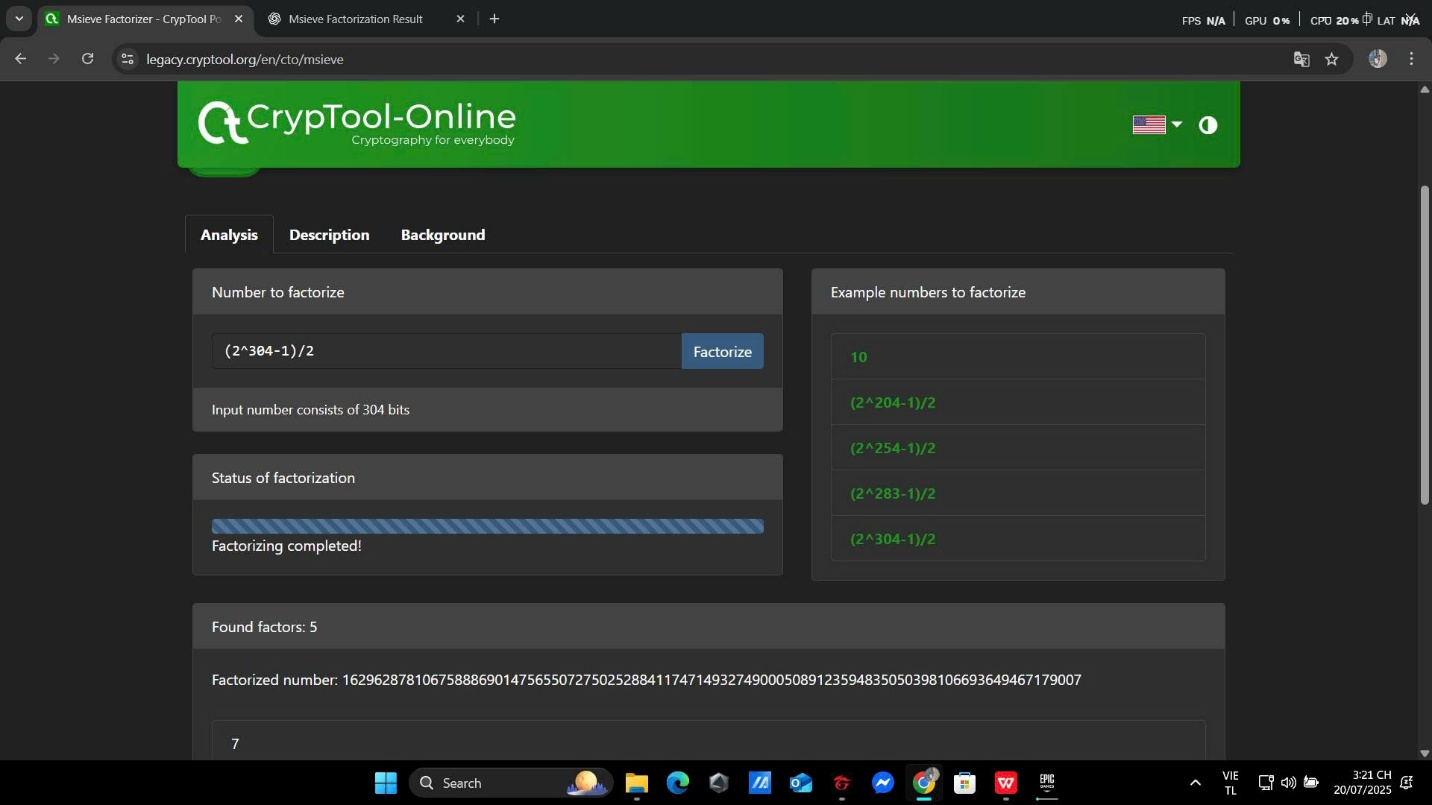 Msieve Factorizer - CrypTool Po
Msieve Factorization Result
FPS N/A GPU 0% CPU 20% LAT N/A
legacy.cryptool.org/en/cto/msieve
CrypTool-Online
Cryptography for everybody
Analysis Description Background
Number to factorize
(2^304-1)/2
Factorize
Input number consists of 304 bits
Example numbers to factorize
10
(2^204-1)/2
(2^254-1)/2
(2^283-1)/2
(2^304-1)/2
Status of factorization
Factorizing completed!
Found factors: 5
Factorized number: 16296287810675888690147565507275025288411747149327490005089123594835050398106693649467179007
7
Search
EPIC
GAMES
VIE
TL
3:21 CH
20/07/2025